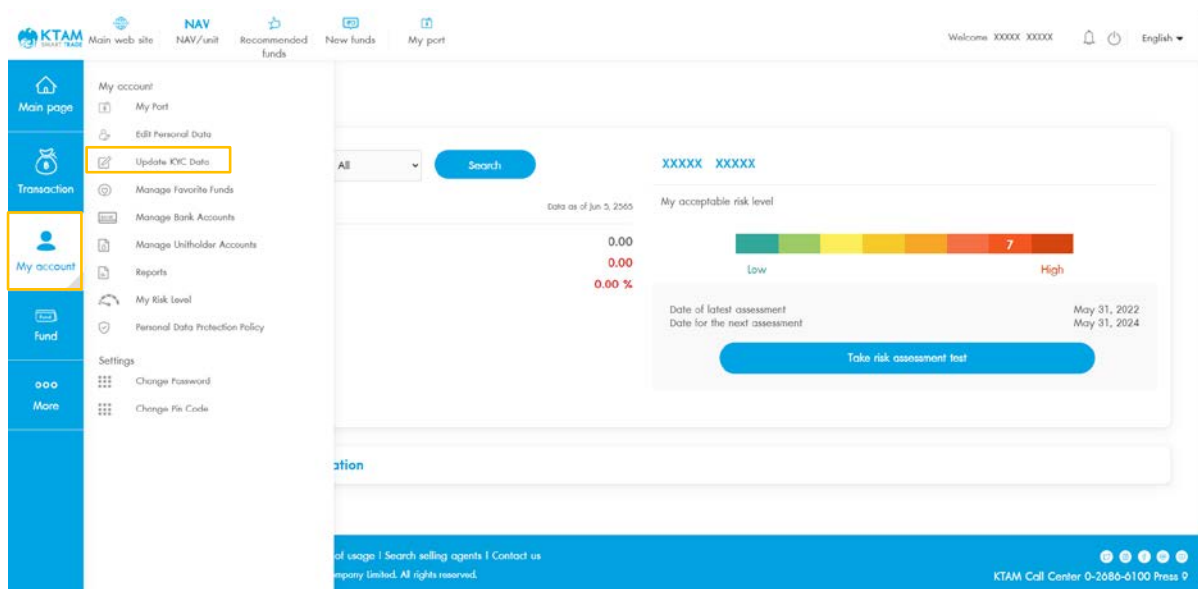 KTAM
SMART TRADE
Main web site
NAV
NAV/unit
Recommended
funds
New funds
My port
Welcome XXXXX XXXXX
English
Main page
Transaction
My account
Fund
More
My account
My Port
Edit Personal Data
Update KYC Data
Manage Favorite Funds
Manage Bank Accounts
Manage Unitholder Accounts
Reports
My Risk Level
Personal Data Protection Policy
Settings
Change Password
Change Pin Code
All
Search
Data as of Jun 5, 2565
0.00
0.00
0.00 %
XXXXX XXXXX
My acceptable risk level
7
Low
High
Date of latest assessment May 31, 2022
Date for the next assessment May 31, 2024
Take risk assessment test
ation
of usage | Search selling agents | Contact us
mpany Limited. All rights reserved.
KTAM Call Center 0-2686-6100 Press 9